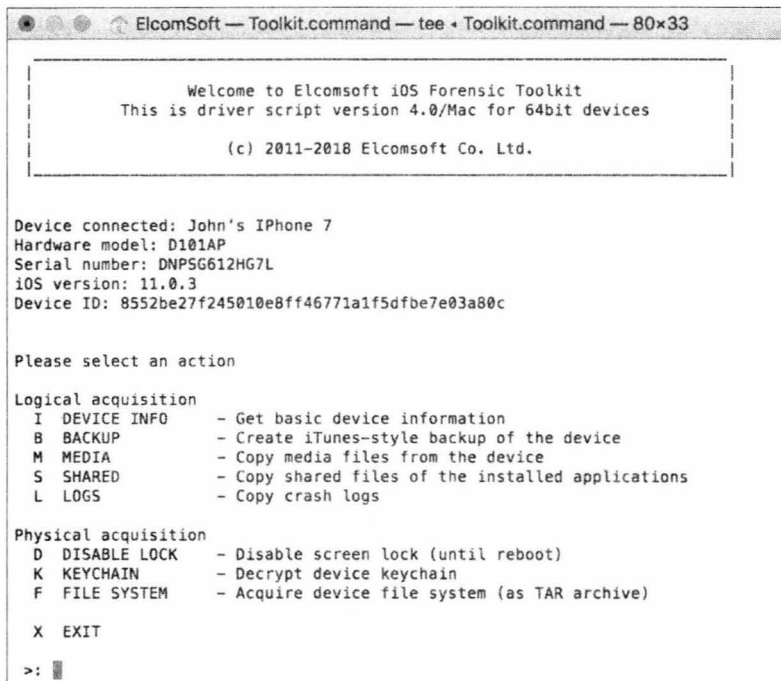 ElcomSoft — Toolkit.command — tee ◂ Toolkit.command — 80×33
Welcome to Elcomsoft iOS Forensic Toolkit
This is driver script version 4.0/Mac for 64bit devices
(c) 2011-2018 Elcomsoft Co. Ltd.
Device connected: John's IPhone 7
Hardware model: D101AP
Serial number: DNPSG612HG7L
iOS version: 11.0.3
Device ID: 8552be27f245010e8ff46771a1f5dfbe7e03a80c
Please select an action
Logical acquisition
I DEVICE INFO – Get basic device information
B BACKUP – Create iTunes-style backup of the device
M MEDIA – Copy media files from the device
S SHARED – Copy shared files of the installed applications
L LOGS – Copy crash logs
Physical acquisition
D DISABLE LOCK – Disable screen lock (until reboot)
K KEYCHAIN – Decrypt device keychain
F FILE SYSTEM – Acquire device file system (as TAR archive)
X EXIT
>: